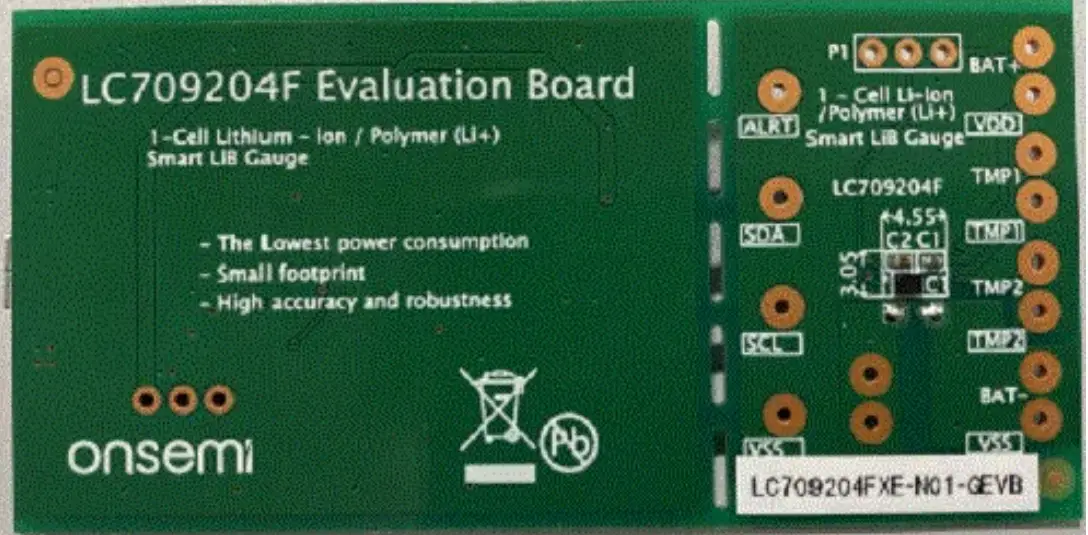 LC709204F Evaluation Board
1-Cell Lithium - Ion / Polymer (Li+)
Smart LiB Gauge
- The Lowest power consumption
- Small footprint
- High accuracy and robustness
onsemi
Pb
P1
BAT+
ALRT
1 - Cell Li-ion
/Polymer (Li+)
Smart LiB Gauge
VDD
TMP1
LC709204F
SDA
4.55
TMP1
C2 C1
3.05
TMP2
SCL
TMP2
BAT-
VSS
VSS
LC709204FXE-N01-GEVB